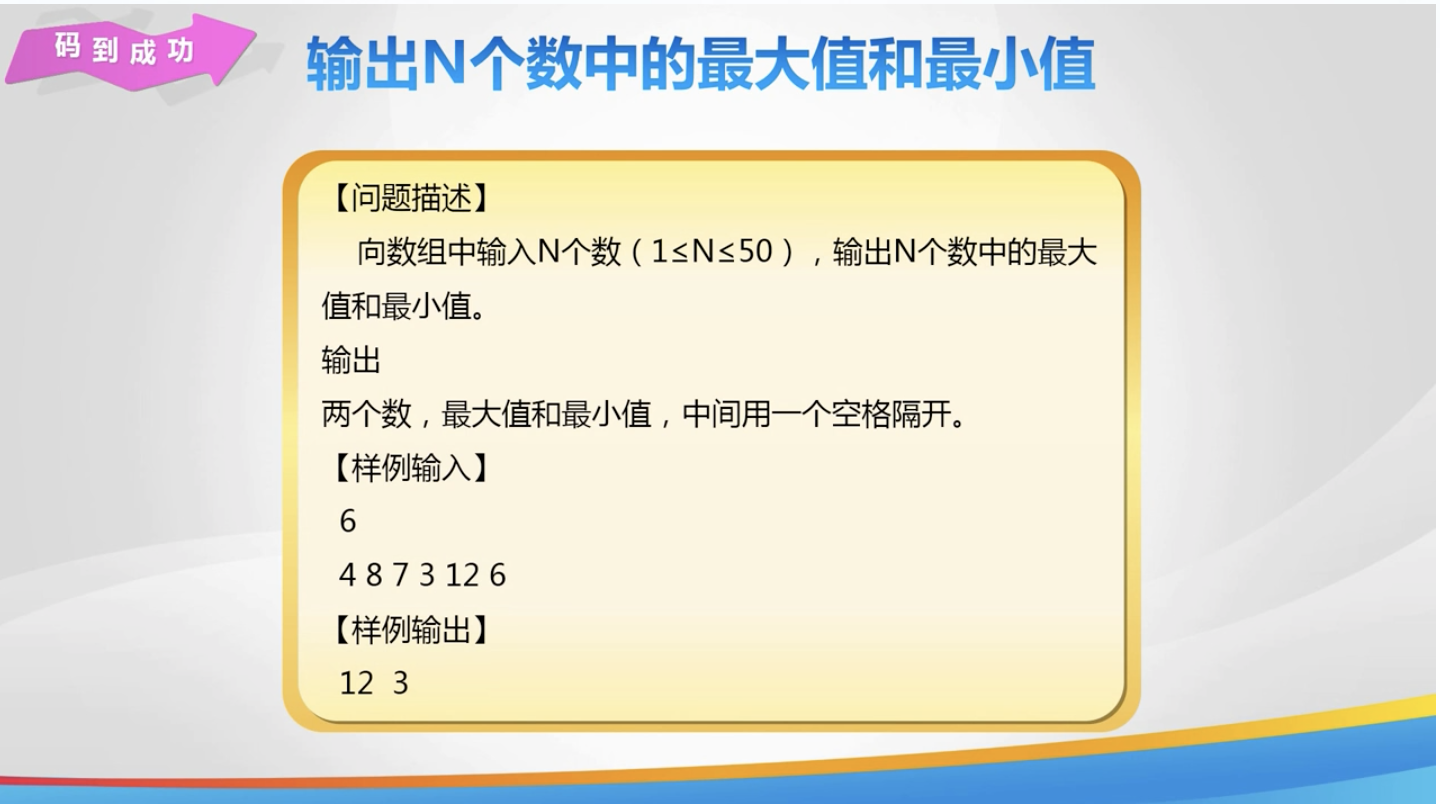 码到成功
输出N个数中的最大值和最小值
【问题描述】
向数组中输入N个数（1≤N≤50），输出N个数中的最大
值和最小值。
输出
两个数，最大值和最小值，中间用一个空格隔开。
【样例输入】
6
4 8 7 3 12 6
【样例输出】
12 3